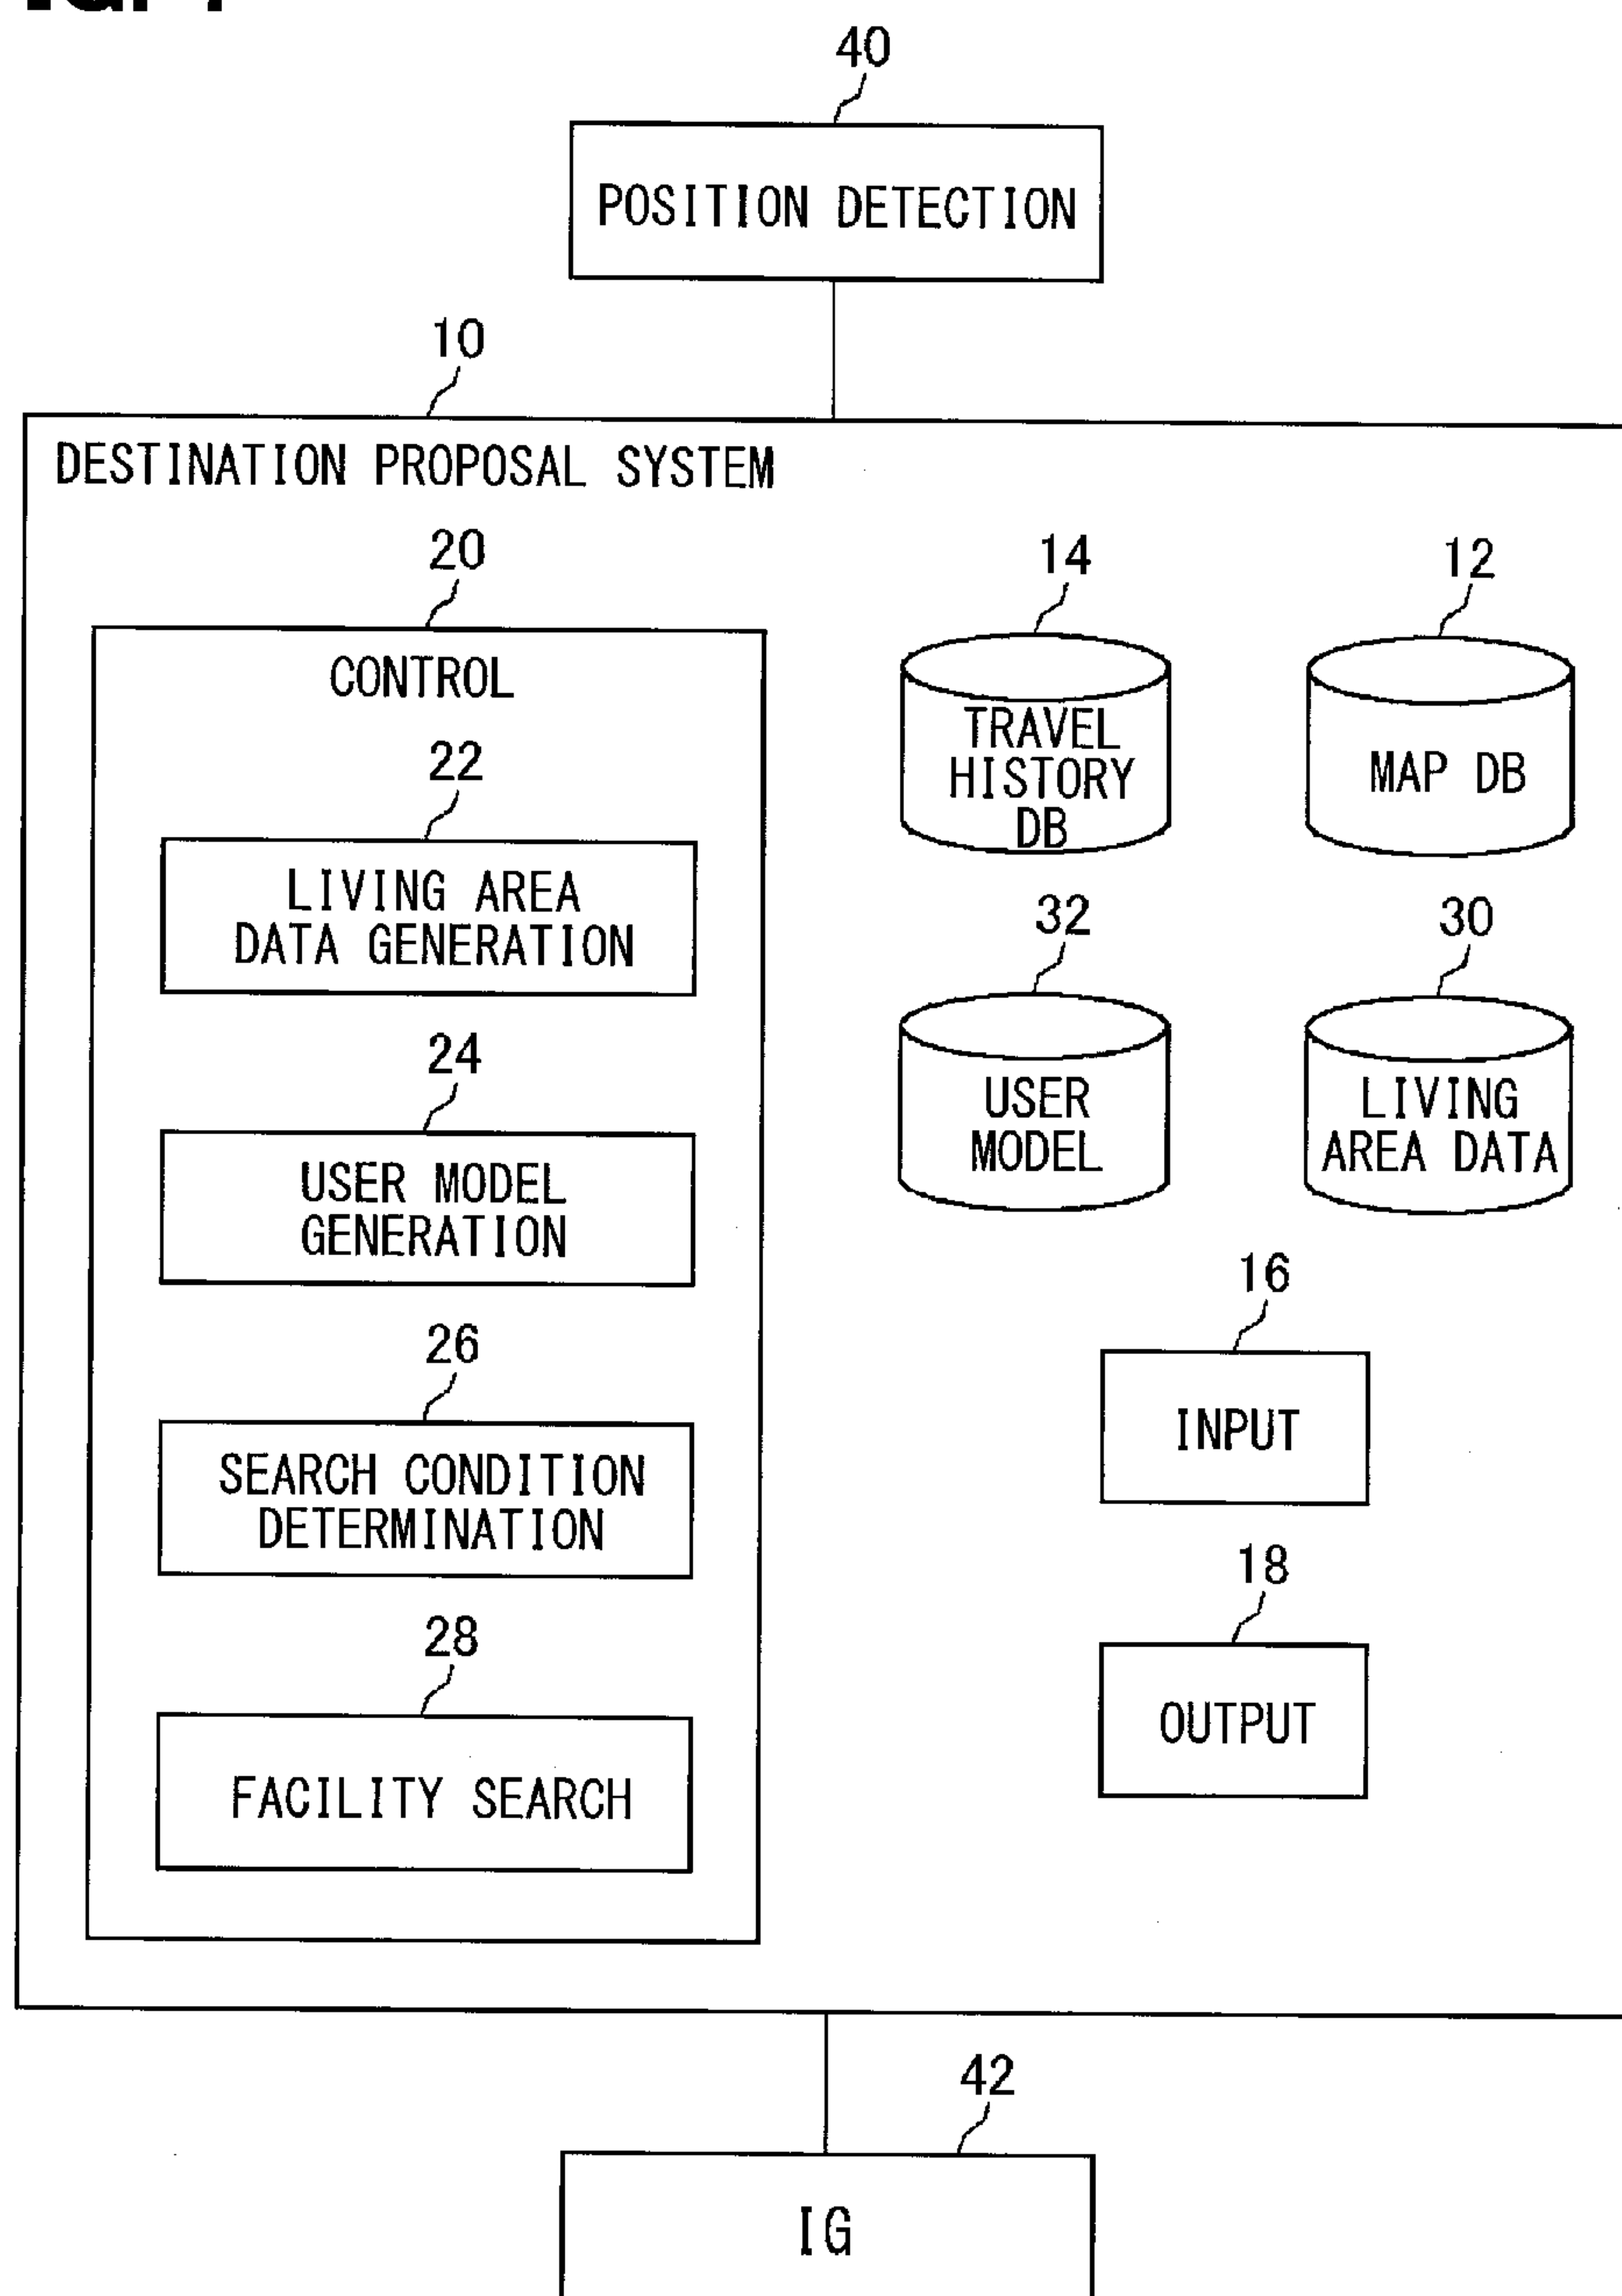 40
POSITION DETECTION
10
DESTINATION PROPOSAL SYSTEM
20
CONTROL
22
LIVING AREA
DATA GENERATION
24
USER MODEL
GENERATION
26
SEARCH CONDITION
DETERMINATION
28
FACILITY SEARCH
14
TRAVEL
HISTORY
DB
12
MAP DB
32
USER
MODEL
30
LIVING
AREA DATA
16
INPUT
18
OUTPUT
42
IG